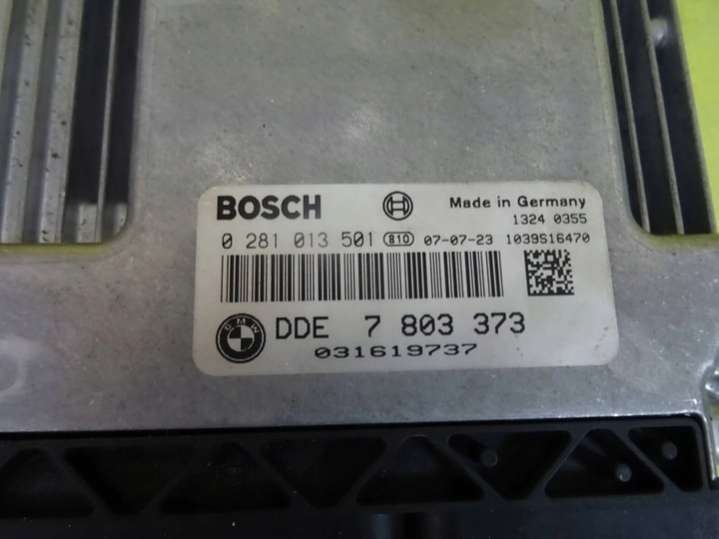 BOSCH
Made in Germany
1324 0355
0 281 013 501 810 07-07-23 1039S16470
BMW
DDE 7 803 373
031619737